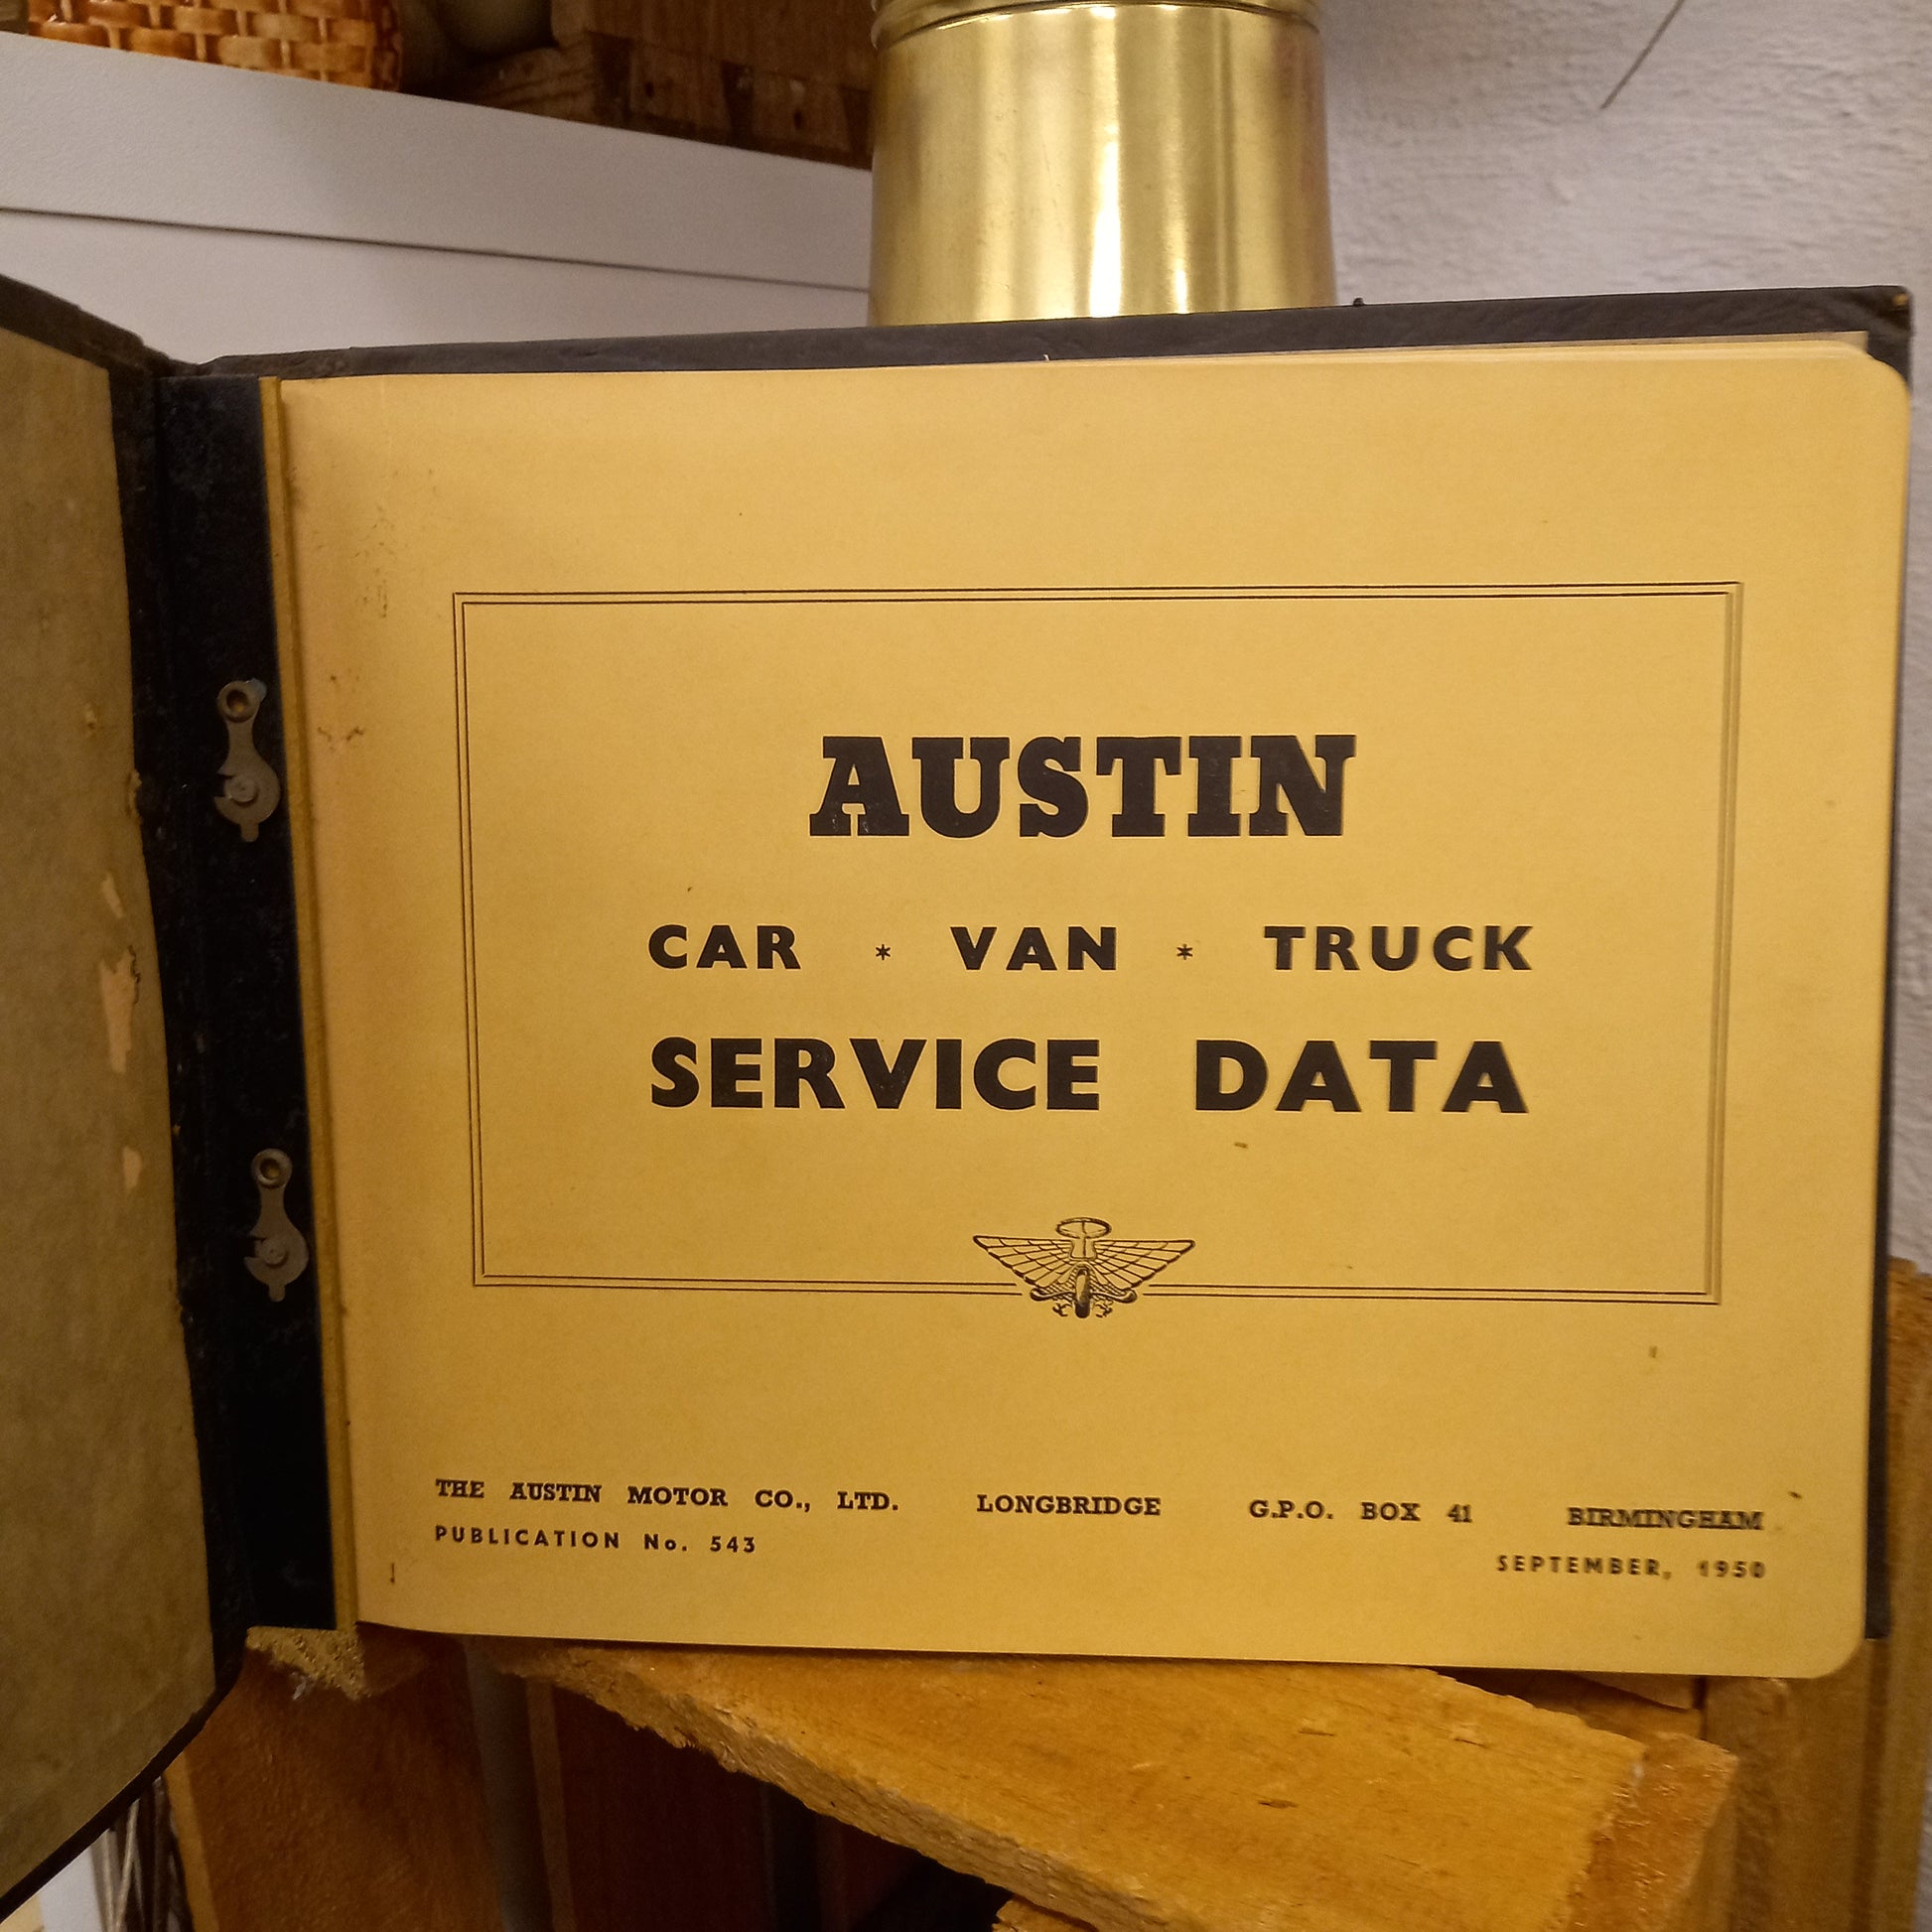 AUSTIN
CAR * VAN * TRUCK
SERVICE DATA
THE AUSTIN MOTOR CO., LTD. LONGBRIDGE G.P.O. BOX 41 BIRMINGHAM
PUBLICATION No. 543
SEPTEMBER, 1950